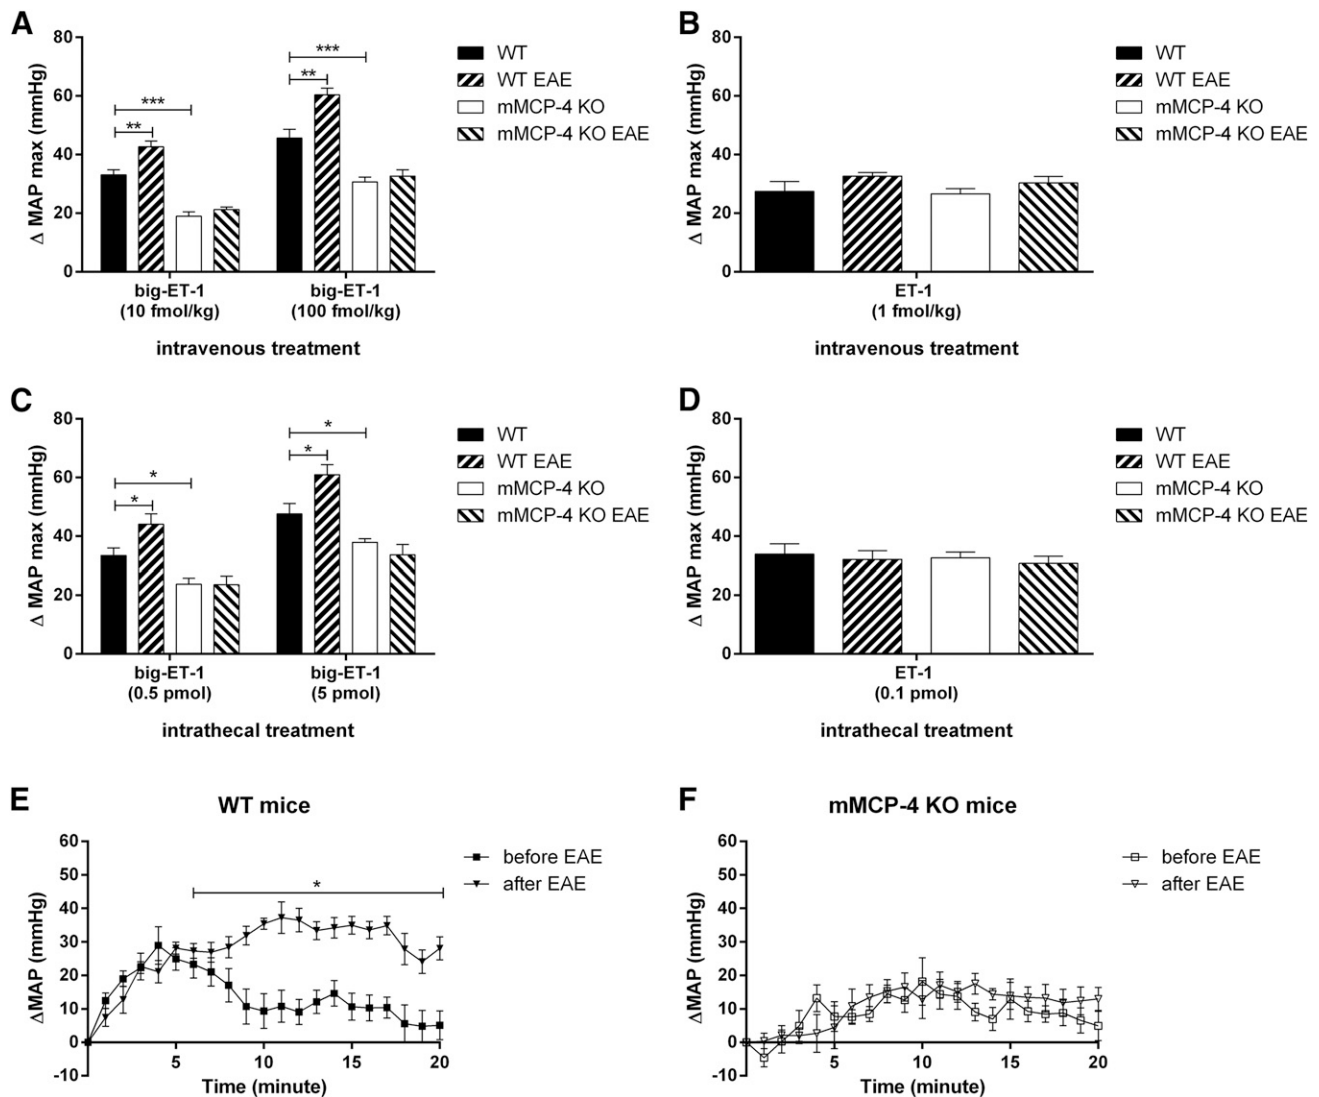 A
80
60
40
20
0
Δ MAP max (mmHg)
***
**
***
**
WT
WT EAE
mMCP-4 KO
mMCP-4 KO EAE
big-ET-1
(10 fmol/kg)
big-ET-1
(100 fmol/kg)
intravenous treatment
B
80
60
40
20
0
Δ MAP max (mmHg)
WT
WT EAE
mMCP-4 KO
mMCP-4 KO EAE
ET-1
(1 fmol/kg)
intravenous treatment
C
80
60
40
20
0
Δ MAP max (mmHg)
*
*
*
*
WT
WT EAE
mMCP-4 KO
mMCP-4 KO EAE
big-ET-1
(0.5 pmol)
big-ET-1
(5 pmol)
intrathecal treatment
D
80
60
40
20
0
Δ MAP max (mmHg)
WT
WT EAE
mMCP-4 KO
mMCP-4 KO EAE
ET-1
(0.1 pmol)
intrathecal treatment
E
WT mice
60
50
40
30
20
10
0
-10
ΔMAP (mmHg)
*
before EAE
after EAE
5 10 15 20
Time (minute)
F
mMCP-4 KO mice
60
50
40
30
20
10
0
-10
ΔMAP (mmHg)
before EAE
after EAE
5 10 15 20
Time (minute)